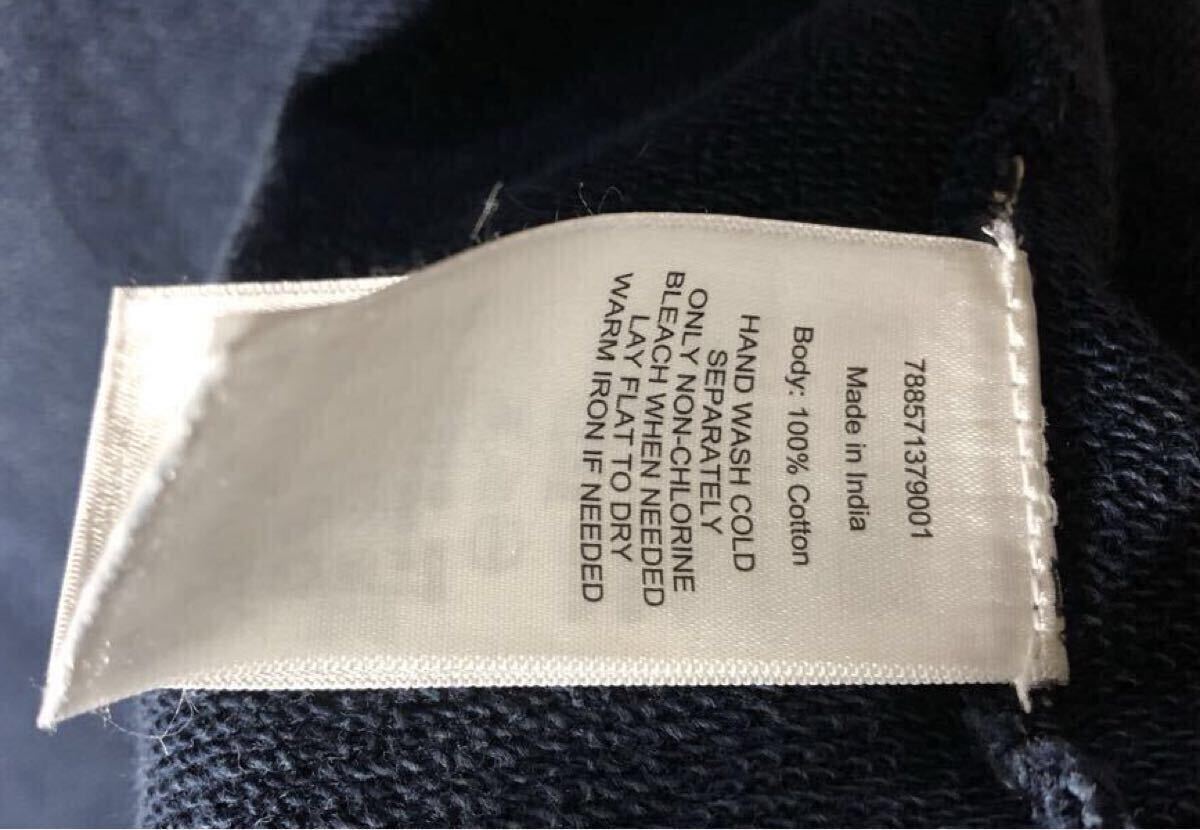 788571379001
Made in India
Body: 100% Cotton
HAND WASH COLD
SEPARATELY
ONLY NON-CHLORINE
BLEACH WHEN NEEDED
LAY FLAT TO DRY
WARM IRON IF NEEDED